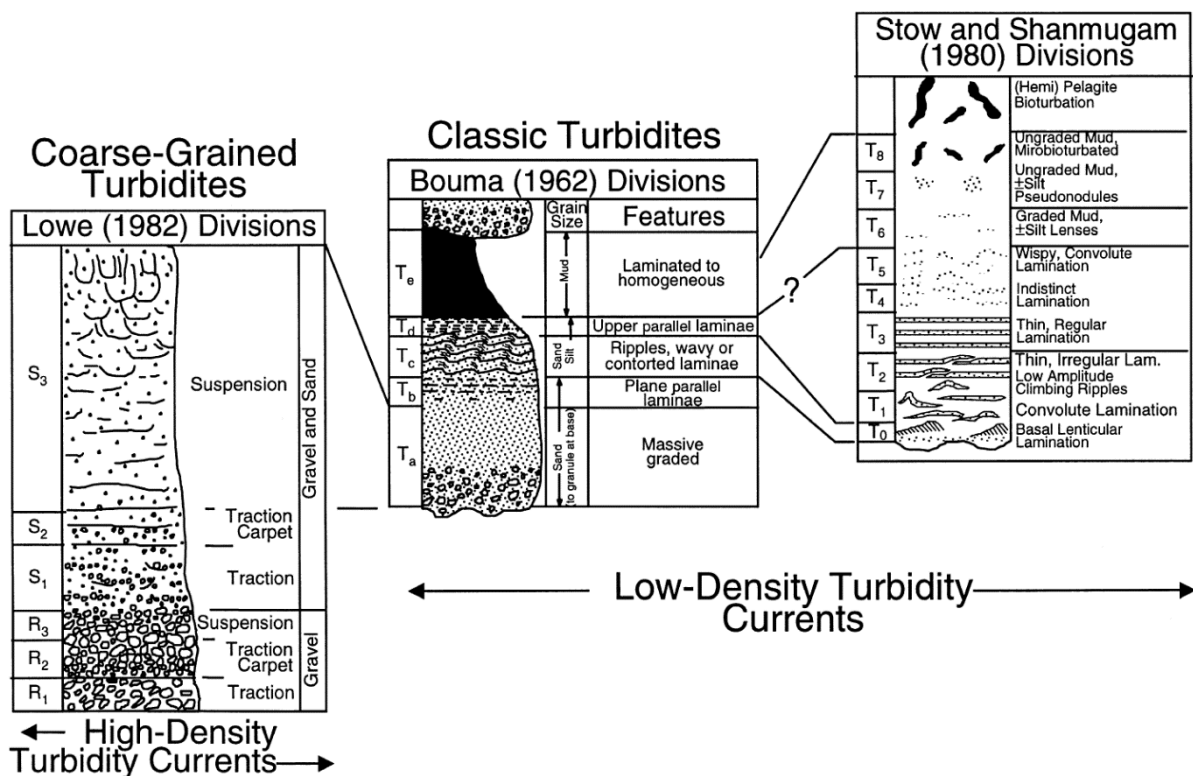 Coarse-Grained
Turbidites
Lowe (1982) Divisions
S3
Suspension
Gravel and Sand
S2
Traction
Carpet
S1
Traction
R3
Suspension
Gravel
R2
Traction
Carpet
R1
Traction
High-Density
Turbidity Currents
Classic Turbidites
Bouma (1962) Divisions
Grain
Size
Features
Te
Mud
Laminated to
homogeneous
Td
Upper parallel laminae
Sand
Silt
Tc
Ripples, wavy or
contorted laminae
Tb
Plane parallel
laminae
Ta
Sand
(to granule at base)
Massive
graded
?
Low-Density Turbidity
Currents
Stow and Shanmugam
(1980) Divisions
(Hemi) Pelagite
Bioturbation
T8
Ungraded Mud,
Mirobioturbated
T7
Ungraded Mud,
±Silt
Pseudonodules
T6
Graded Mud,
±Silt Lenses
T5
Wispy, Convolute
Lamination
T4
Indistinct
Lamination
T3
Thin, Regular
Lamination
T2
Thin, Irregular Lam.
Low Amplitude
Climbing Ripples
T1
Convolute Lamination
T0
Basal Lenticular
Lamination